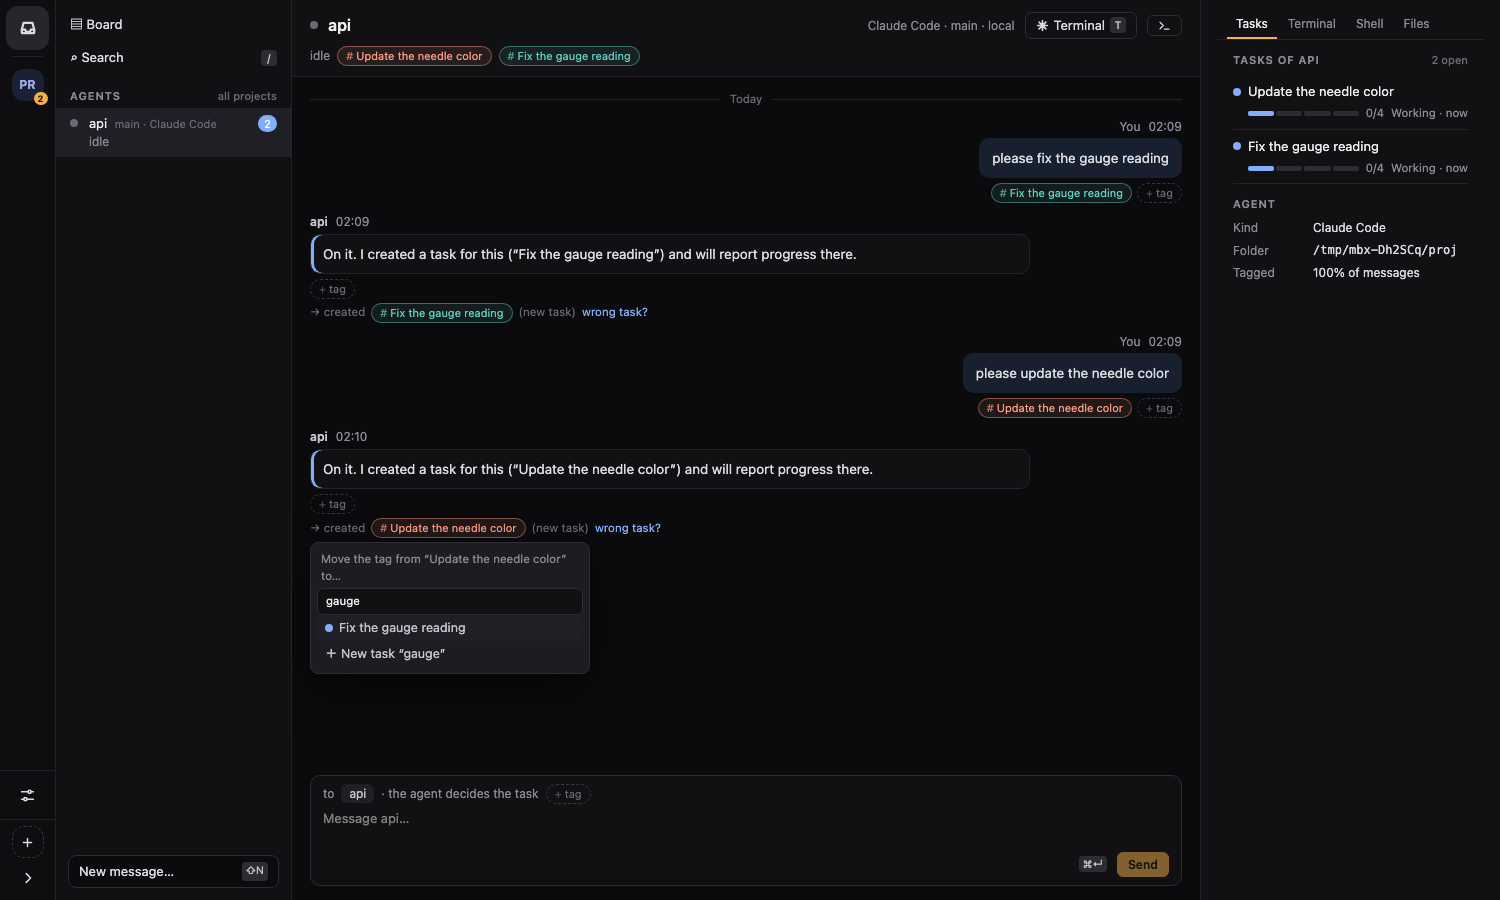 PR
2
Board
Search /
AGENTS all projects
api main · Claude Code 2
idle
New message... ⇧N
api
Claude Code · main · local
Terminal T
idle # Update the needle color # Fix the gauge reading
Today
You 02:09
please fix the gauge reading
# Fix the gauge reading + tag
api 02:09
On it. I created a task for this (“Fix the gauge reading”) and will report progress there.
+ tag
→ created # Fix the gauge reading (new task) wrong task?
You 02:09
please update the needle color
# Update the needle color + tag
api 02:10
On it. I created a task for this (“Update the needle color”) and will report progress there.
+ tag
→ created # Update the needle color (new task) wrong task?
Move the tag from “Update the needle color”
to...
gauge
Fix the gauge reading
+ New task “gauge”
to api · the agent decides the task + tag
Message api...
⌘↵ Send
Tasks Terminal Shell Files
TASKS OF API 2 open
Update the needle color
0/4 Working · now
Fix the gauge reading
0/4 Working · now
AGENT
Kind Claude Code
Folder /tmp/mbx-Dh2SCq/proj
Tagged 100% of messages